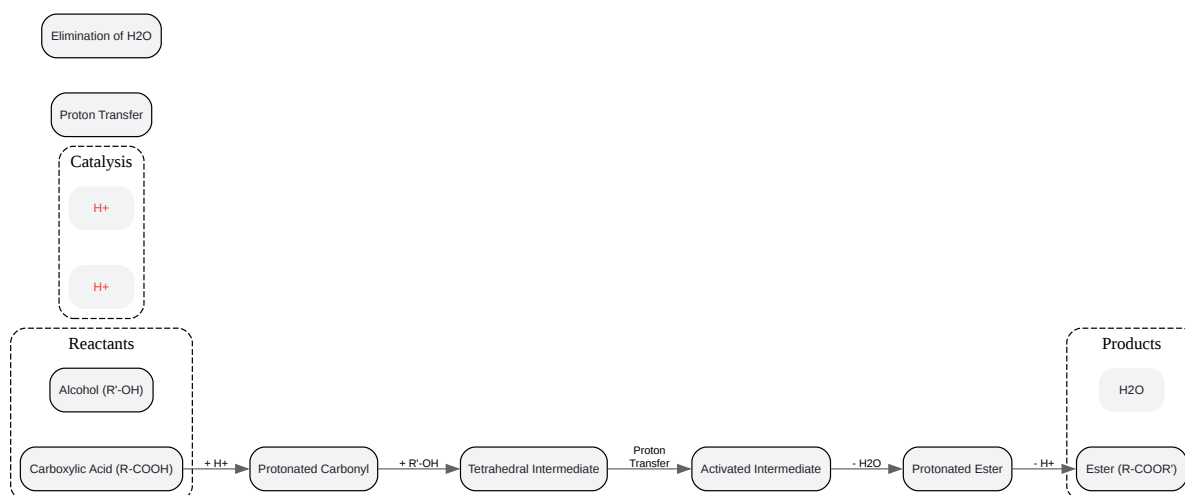 Elimination of H2O
Proton Transfer
Catalysis
H+
H+
Reactants
Alcohol (R'-OH)
Carboxylic Acid (R-COOH)
+ H+
Protonated Carbonyl
+ R'-OH
Tetrahedral Intermediate
Proton
Transfer
Activated Intermediate
- H2O
Protonated Ester
- H+
Products
H2O
Ester (R-COOR')